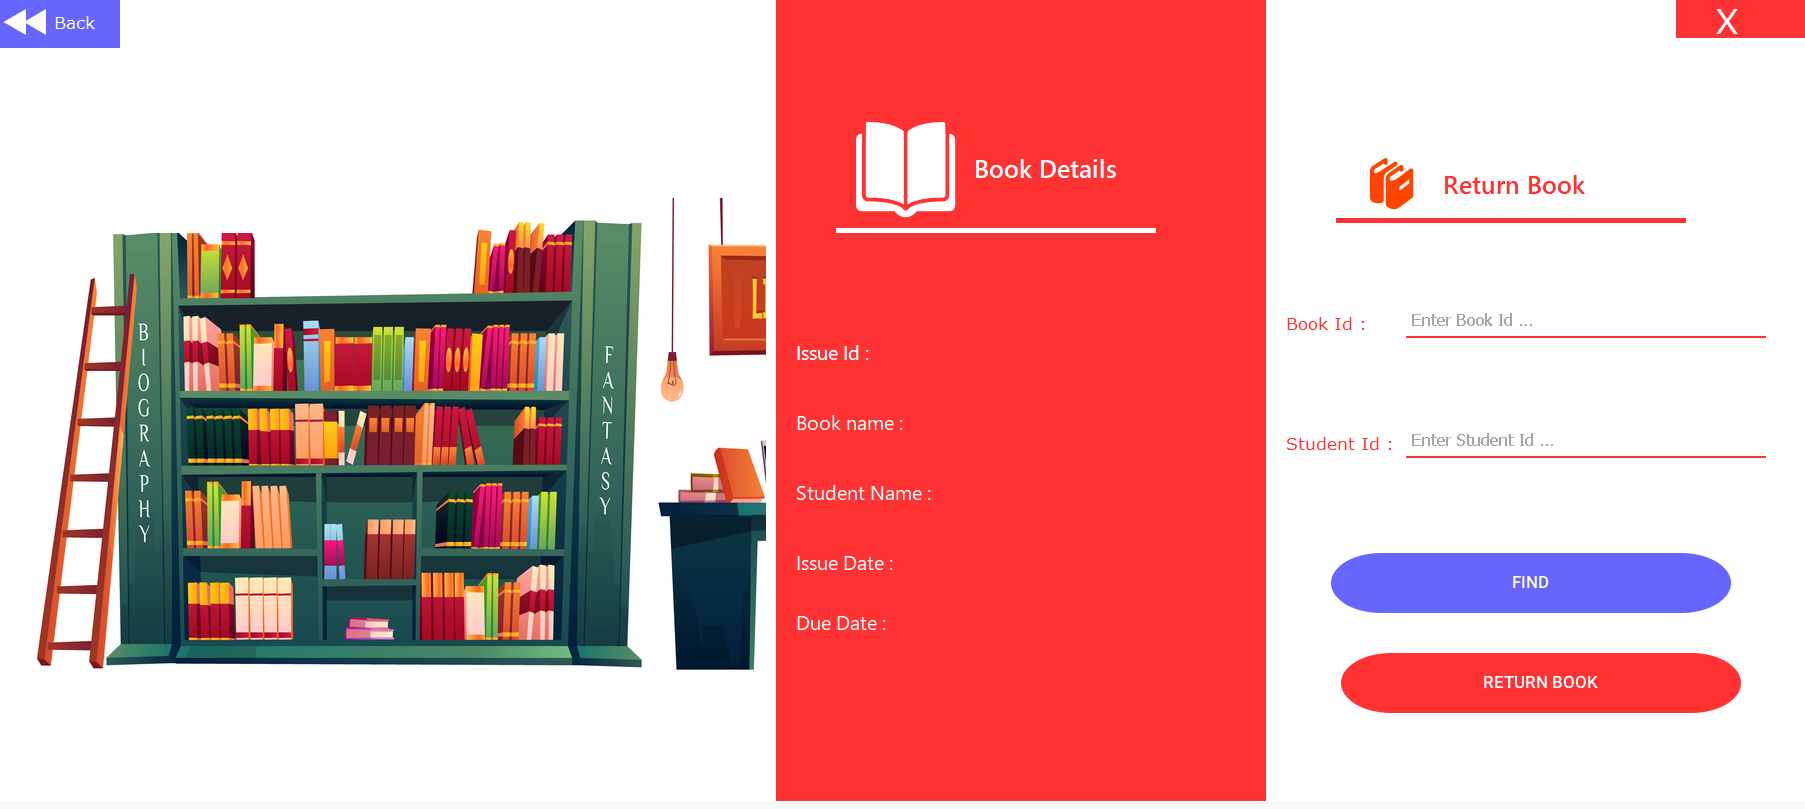 Back
X
BIOGRAPHY
FANTASY
Book Details
Issue Id :
Book name :
Student Name :
Issue Date :
Due Date :
Return Book
Book Id : Enter Book Id ...
Student Id : Enter Student Id ...
FIND
RETURN BOOK